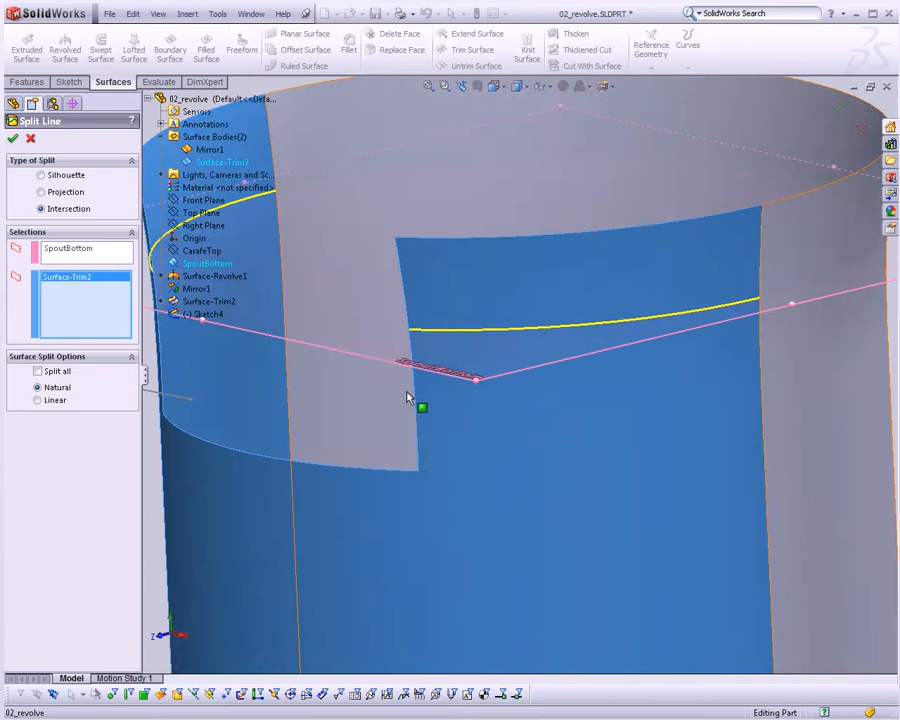 SolidWorks File Edit View Insert Tools Window Help 02_revolve.SLDPRT * SolidWorks Search
Extruded Surface
Revolved Surface
Swept Surface
Lofted Surface
Boundary Surface
Filled Surface
Freeform
Planar Surface
Offset Surface
Ruled Surface
Fillet
Delete Face
Replace Face
Knit Surface
Extend Surface
Trim Surface
Untrim Surface
Thicken
Thickened Cut
Cut With Surface
Reference Geometry
Curves
Features Sketch Surfaces Evaluate DimXpert
02_revolve (Default<<Defa...
Sensors
Annotations
Surface Bodies(2)
Mirror1
Surface-Trim2
Lights, Cameras and Sc...
Material <not specified>
Front Plane
Top Plane
Right Plane
Origin
CarafeTop
SpoutBottom
Surface-Revolve1
Mirror1
Surface-Trim2
(-) Sketch4
Split Line ?
Type of Split
Silhouette
Projection
Intersection
Selections
SpoutBottom
Surface-Trim2
Surface Split Options
Split all
Natural
Linear
Z
Model Motion Study 1
02_revolve Editing Part